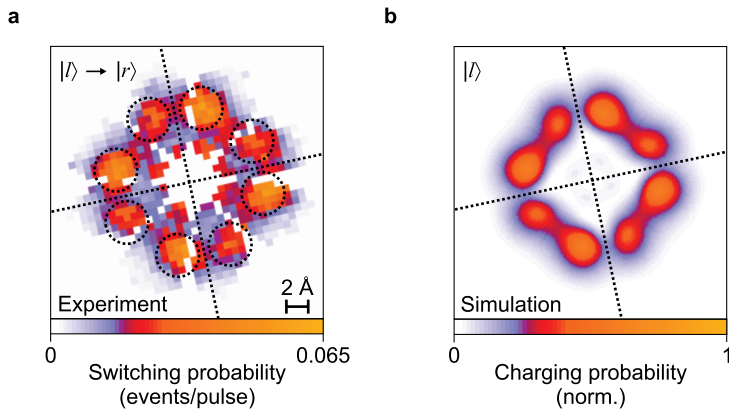 a
|l⟩ → |r⟩
Experiment
2 Å
0
0.065
Switching probability
(events/pulse)
b
|l⟩
Simulation
0
1
Charging probability
(norm.)